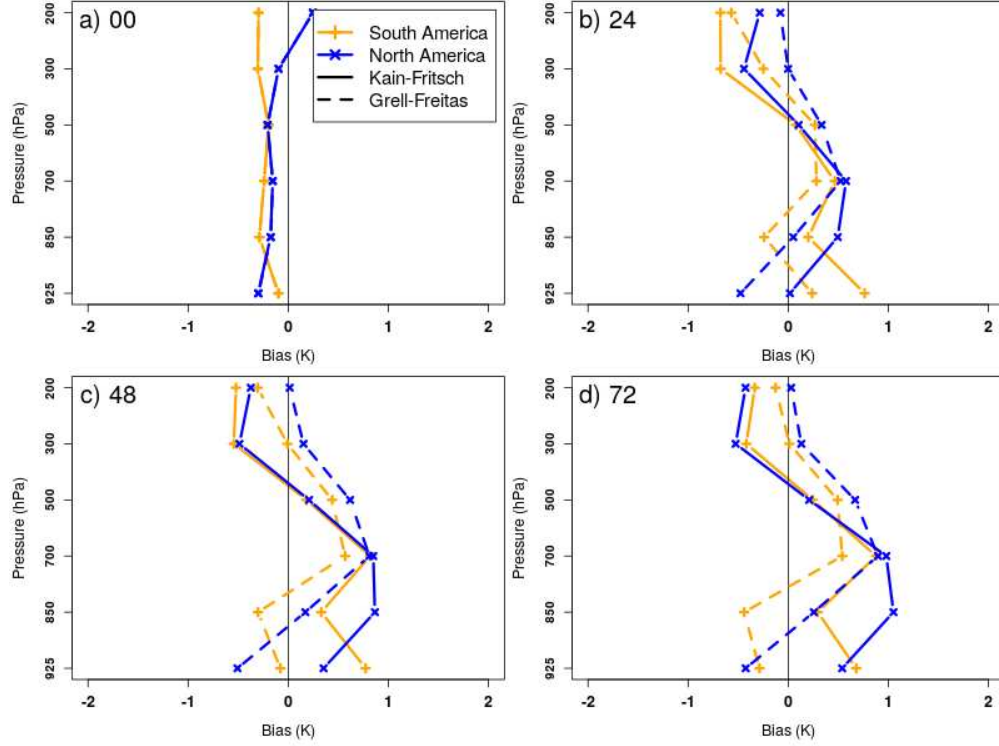 a) 00
South America
North America
Kain-Fritsch
Grell-Freitas
Pressure (hPa)
200
300
500
700
850
925
-2 -1 0 1 2
Bias (K)
b) 24
Pressure (hPa)
200
300
500
700
850
925
-2 -1 0 1 2
Bias (K)
c) 48
Pressure (hPa)
200
300
500
700
850
925
-2 -1 0 1 2
Bias (K)
d) 72
Pressure (hPa)
200
300
500
700
850
925
-2 -1 0 1 2
Bias (K)